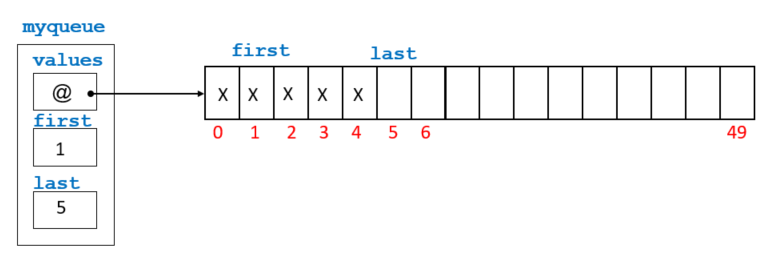 myqueue
values
@
first
1
last
5
first last
X X X X X
0 1 2 3 4 5 6 49